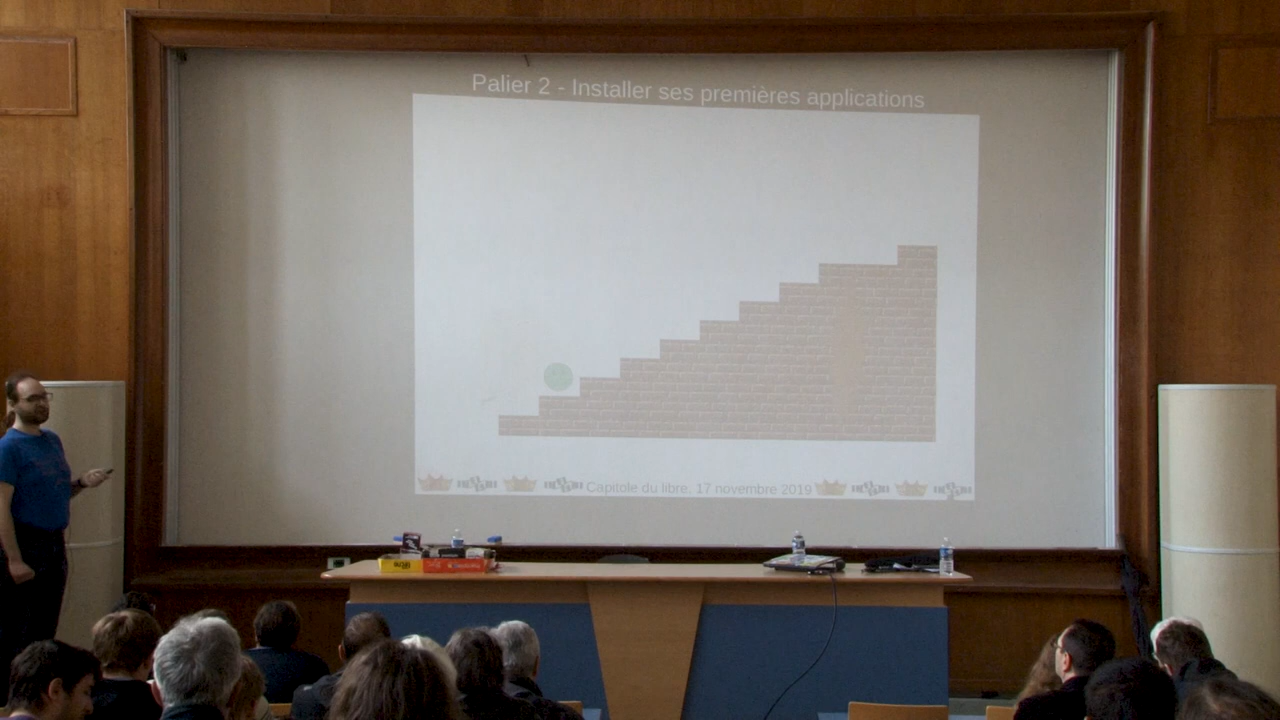 Palier 2 - Installer ses premières applications
Capitole du libre, 17 novembre 2019